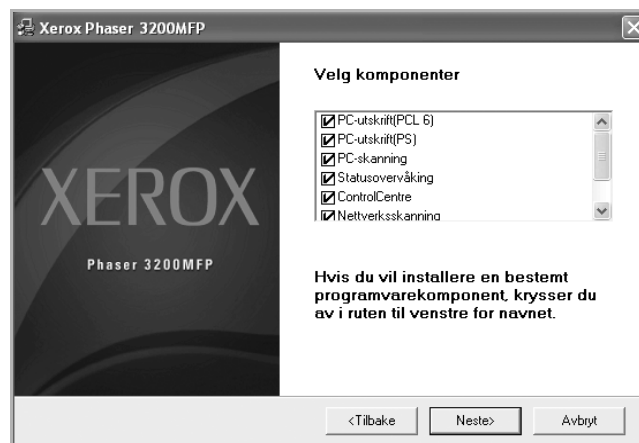 Xerox Phaser 3200MFP
Velg komponenter
PC-utskrift(PCL 6)
PC-utskrift(PS)
PC-skanning
Statusovervåking
ControlCentre
Nettverksskanning
XEROX
Phaser 3200MFP
Hvis du vil installere en bestemt
programvarekomponent, krysser du
av i ruten til venstre for navnet.
<Tilbake
Neste>
Avbryt